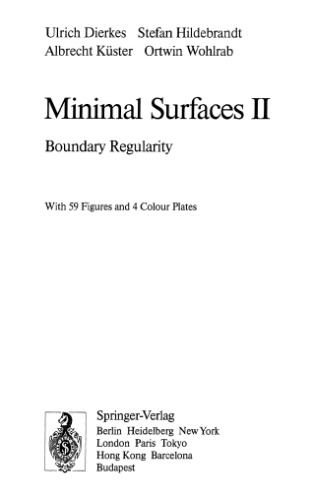 Ulrich Dierkes Stefan Hildebrandt
Albrecht Küster Ortwin Wohlrab
Minimal Surfaces II
Boundary Regularity
With 59 Figures and 4 Colour Plates
Springer-Verlag
Berlin Heidelberg New York
London Paris Tokyo
Hong Kong Barcelona
Budapest